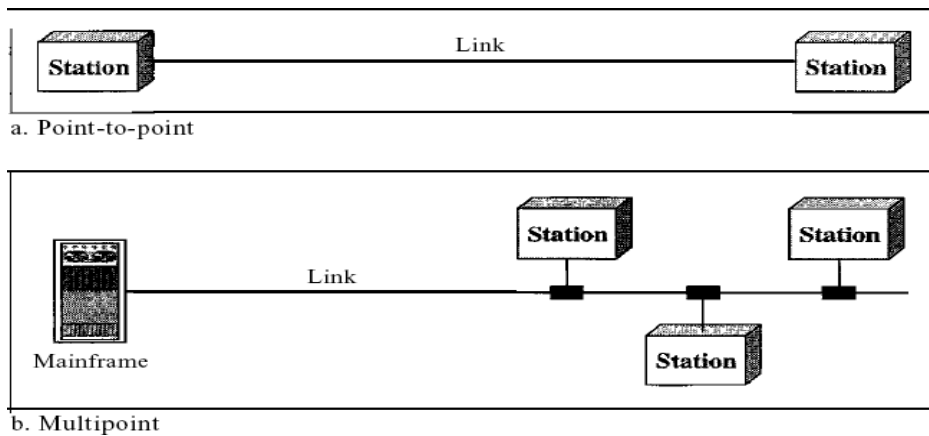 Link
Station Station
a. Point-to-point
Station Station
Link
Station
Mainframe
b. Multipoint